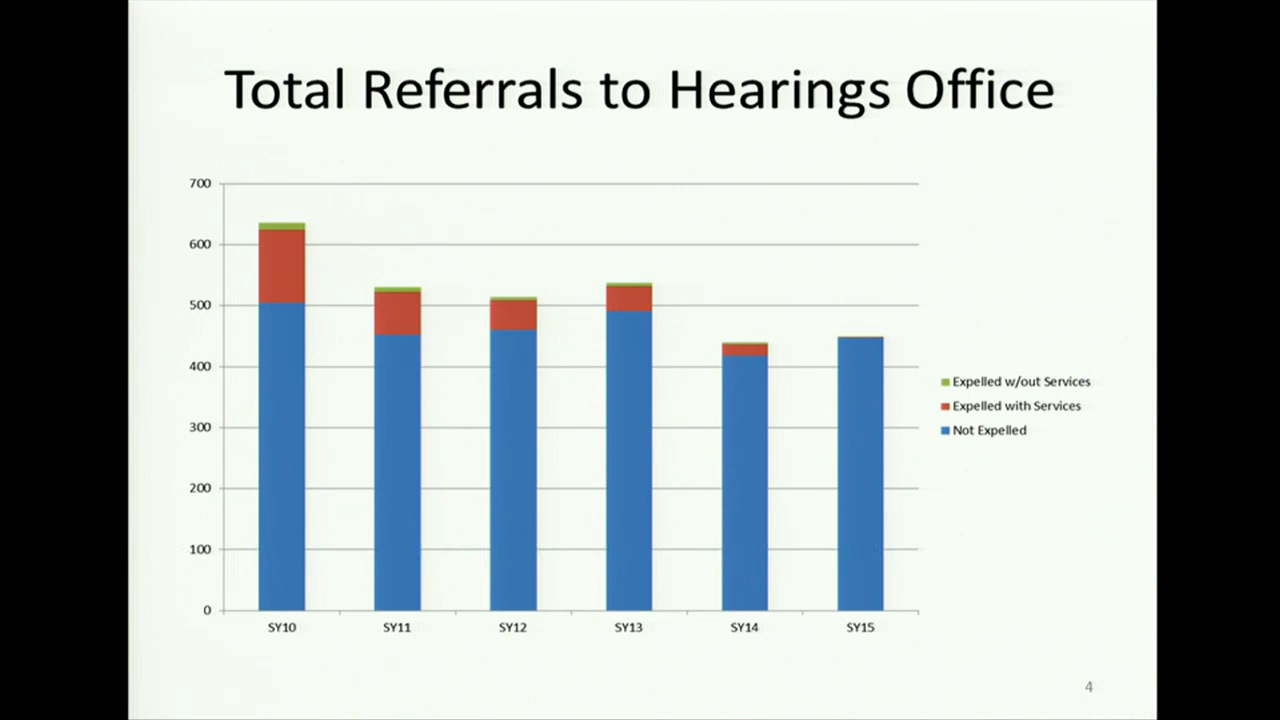 Total Referrals to Hearings Office
700
600
500
400
300
200
100
0
SY10 SY11 SY12 SY13 SY14 SY15
Expelled w/out Services
Expelled with Services
Not Expelled
4